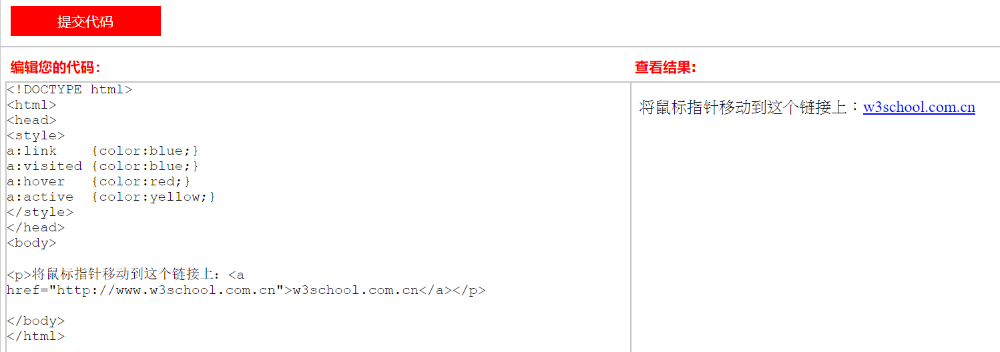 提交代码
编辑您的代码：
查看结果:
<!DOCTYPE html>
<html>
<head>
<style>
a:link    {color:blue;}
a:visited {color:blue;}
a:hover   {color:red;}
a:active  {color:yellow;}
</style>
</head>
<body>
<p>将鼠标指针移动到这个链接上：<a
href="http://www.w3school.com.cn">w3school.com.cn</a></p>
</body>
</html>
将鼠标指针移动到这个链接上：w3school.com.cn